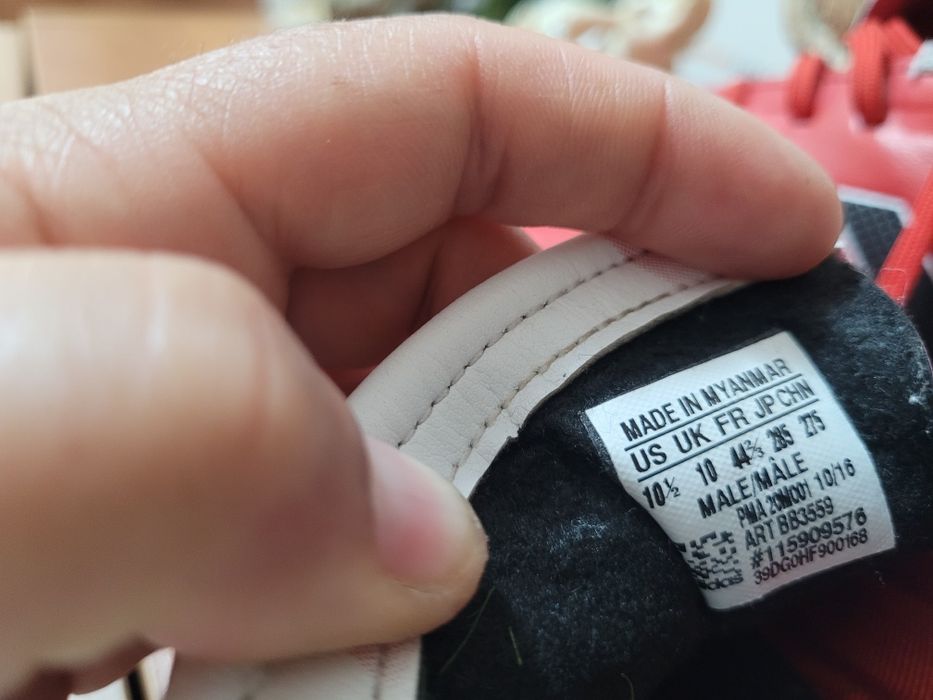 MADE IN MYANMAR
US UK FR JP CHN
10½ 10 44⅔ 285 275
MALE/MÂLE
PMA 20MC01 10/16
ART BB3559
#115909576
39DG0HF900168